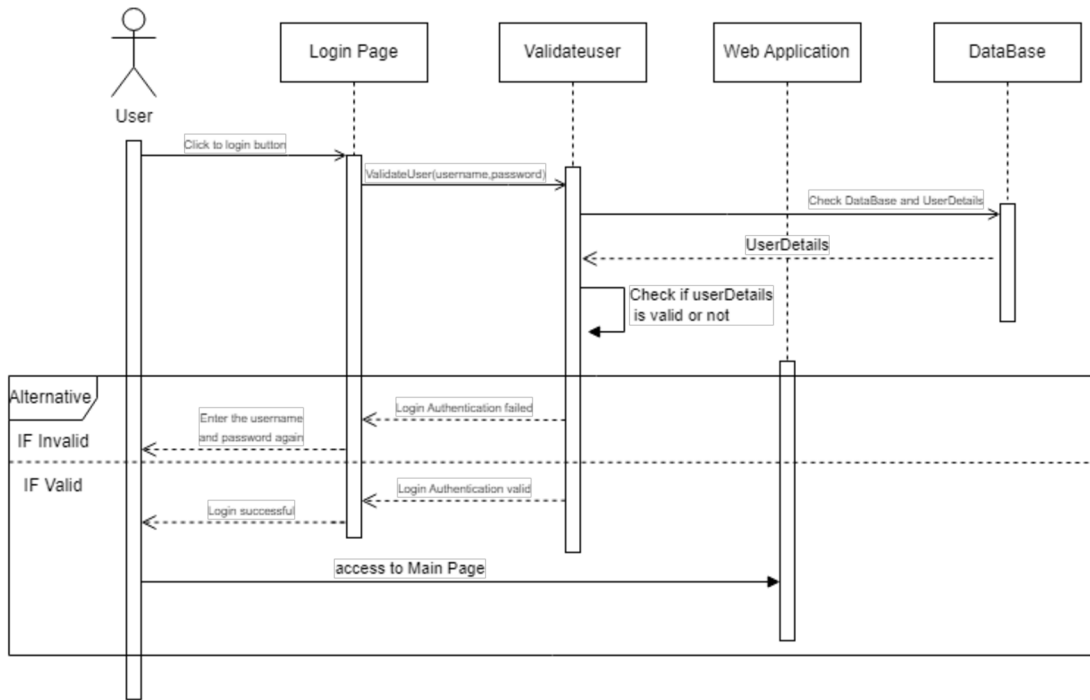 Login Page
Validateuser
Web Application
DataBase
User
Click to login button
ValidateUser(username,password)
Check DataBase and UserDetails
UserDetails
Check if userDetails
is valid or not
Alternative
Login Authentication failed
Enter the username
and password again
IF Invalid
IF Valid
Login Authentication valid
Login successful
access to Main Page